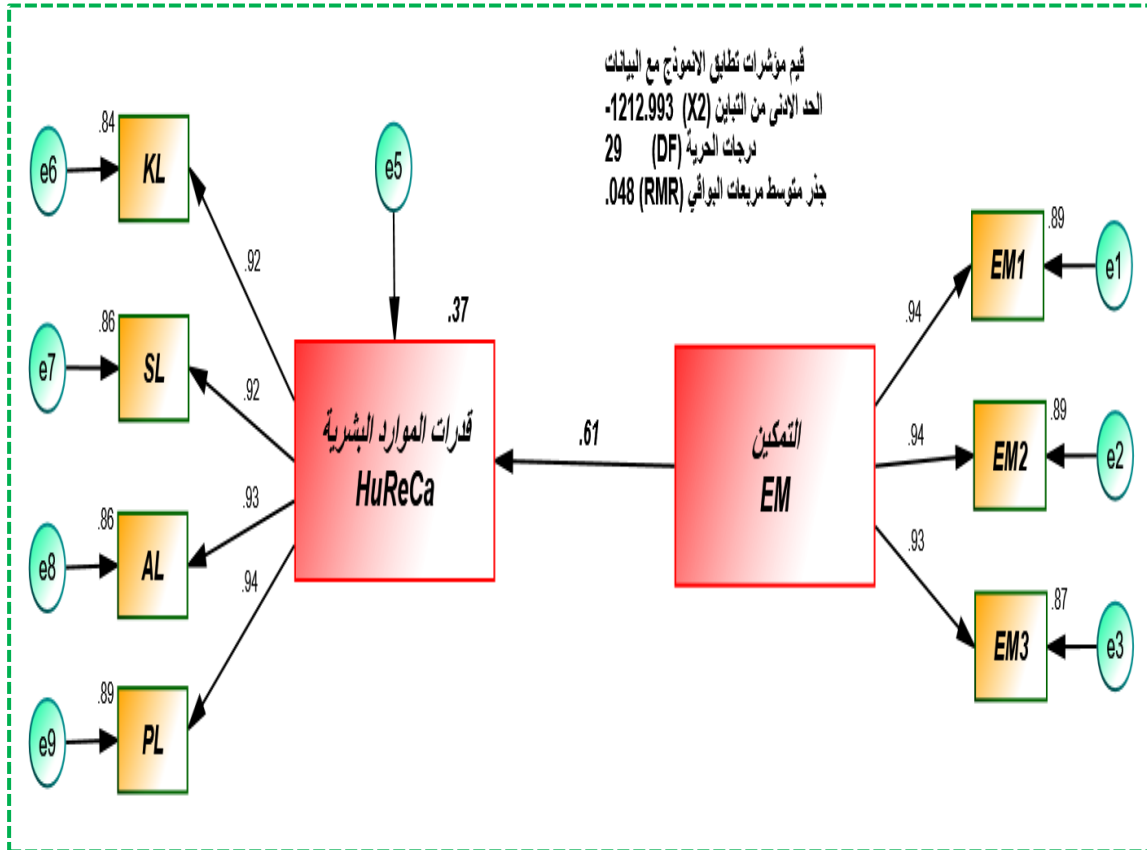 قيم مؤشرات تطابق الانموذج مع البيانات
الحد الادنى من التباين (X2) 1212.993-
درجات الحرية (DF) 29
جذر متوسط مربعات البواقي (RMR) .048
e6
.84
KL
e5
.92
.37
e7
.86
SL
.92
قدرات الموارد البشرية
HuReCa
.61
التمكين
EM
e8
.86
AL
.93
e9
.89
PL
.94
.94
EM1
.89
e1
.94
EM2
.89
e2
.93
EM3
.87
e3